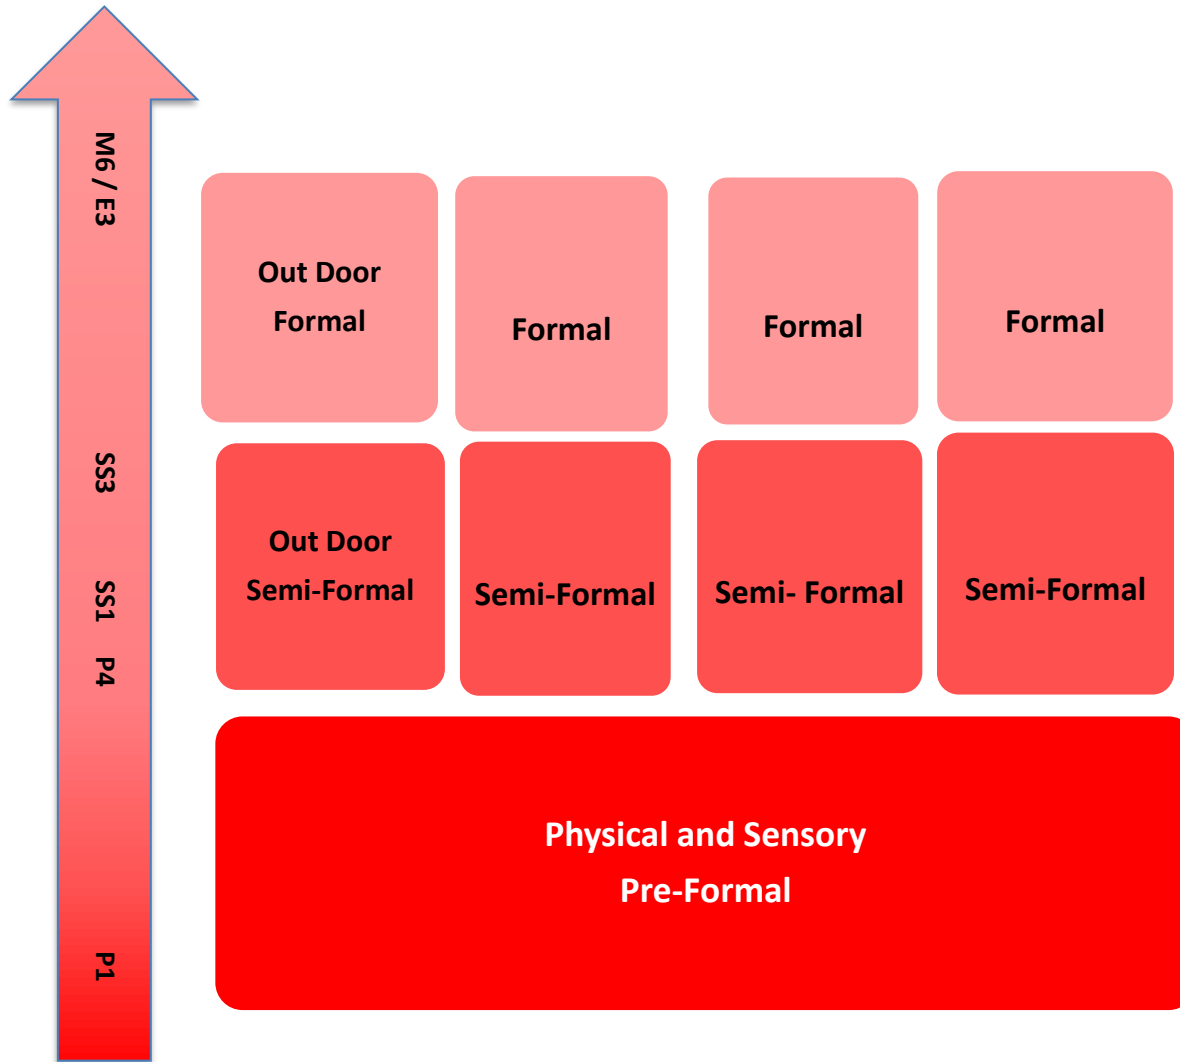 M6 / E3
SS3
SS1
P4
P1
Out Door
Formal
Formal
Formal
Formal
Out Door
Semi-Formal
Semi-Formal
Semi- Formal
Semi-Formal
Physical and Sensory
Pre-Formal